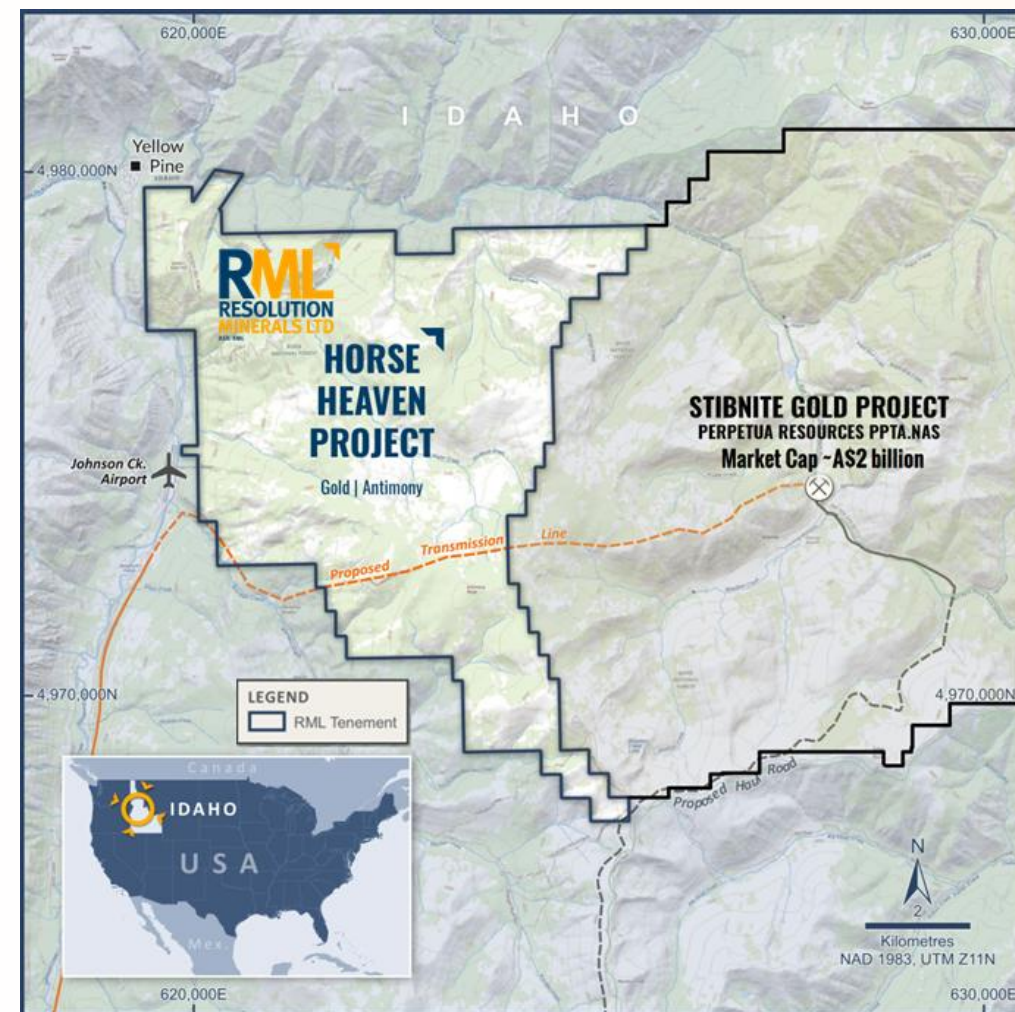 620,000E
630,000E
IDAHO
Yellow
Pine
4,980,000N
RML
RESOLUTION
MINERALS LTD
HORSE
HEAVEN
PROJECT
Gold | Antimony
STIBNITE GOLD PROJECT
PERPETUA RESOURCES PPTA.NAS
Market Cap ~A$2 billion
Johnson Ck.
Airport
Proposed Transmission Line
4,970,000N
4,970,000N
LEGEND
RML Tenement
Proposed Haul Road
Canada
IDAHO
USA
Mex.
N
2
Kilometres
NAD 1983, UTM Z11N
620,000E
630,000E